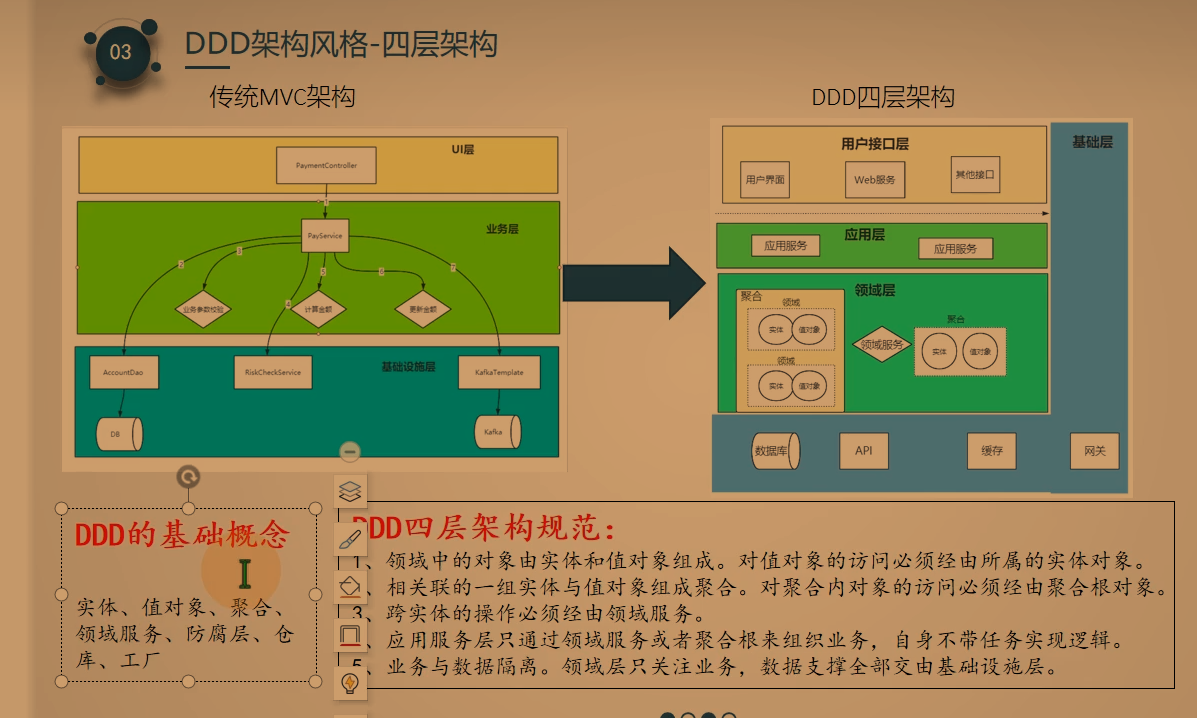 03
DDD架构风格-四层架构
传统MVC架构
DDD四层架构
UI层
PaymentController
1
业务层
PayService
2
3
4
5
6
7
业务参数校验
计算金额
更新金额
基础设施层
AccountDao
RiskCheckService
KafkaTemplate
DB
Kafka
用户接口层
用户界面
Web服务
其他接口
基础层
应用层
应用服务
应用服务
领域层
聚合
领域
实体
值对象
领域
实体
值对象
领域服务
聚合
实体
值对象
数据库
API
缓存
网关
DDD的基础概念
实体、值对象、聚合、
领域服务、防腐层、仓
库、工厂
DDD四层架构规范：
1、领域中的对象由实体和值对象组成。对值对象的访问必须经由所属的实体对象。
、相关联的一组实体与值对象组成聚合。对聚合内对象的访问必须经由聚合根对象。
3、跨实体的操作必须经由领域服务。
、应用服务层只通过领域服务或者聚合根来组织业务，自身不带任务实现逻辑。
5、业务与数据隔离。领域层只关注业务，数据支撑全部交由基础设施层。